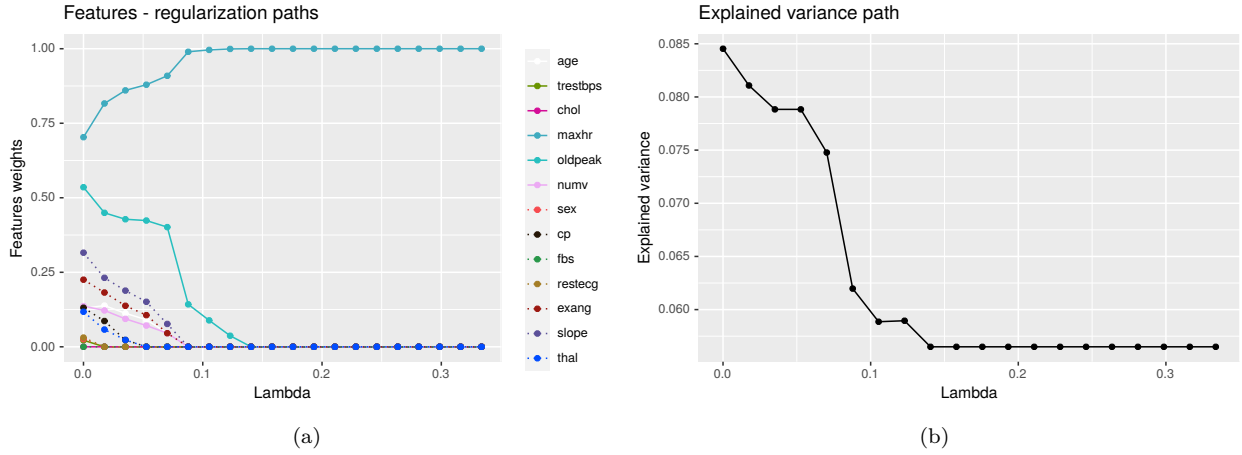 Features - regularization paths
1.00
0.75
0.50
0.25
0.00
Features weights
0.0
0.1
0.2
0.3
Lambda
age
trestbps
chol
maxhr
oldpeak
numv
sex
cp
fbs
restecg
exang
slope
thal
(a)
Explained variance path
0.085
0.080
0.075
0.070
0.065
0.060
Explained variance
0.0
0.1
0.2
0.3
Lambda
(b)